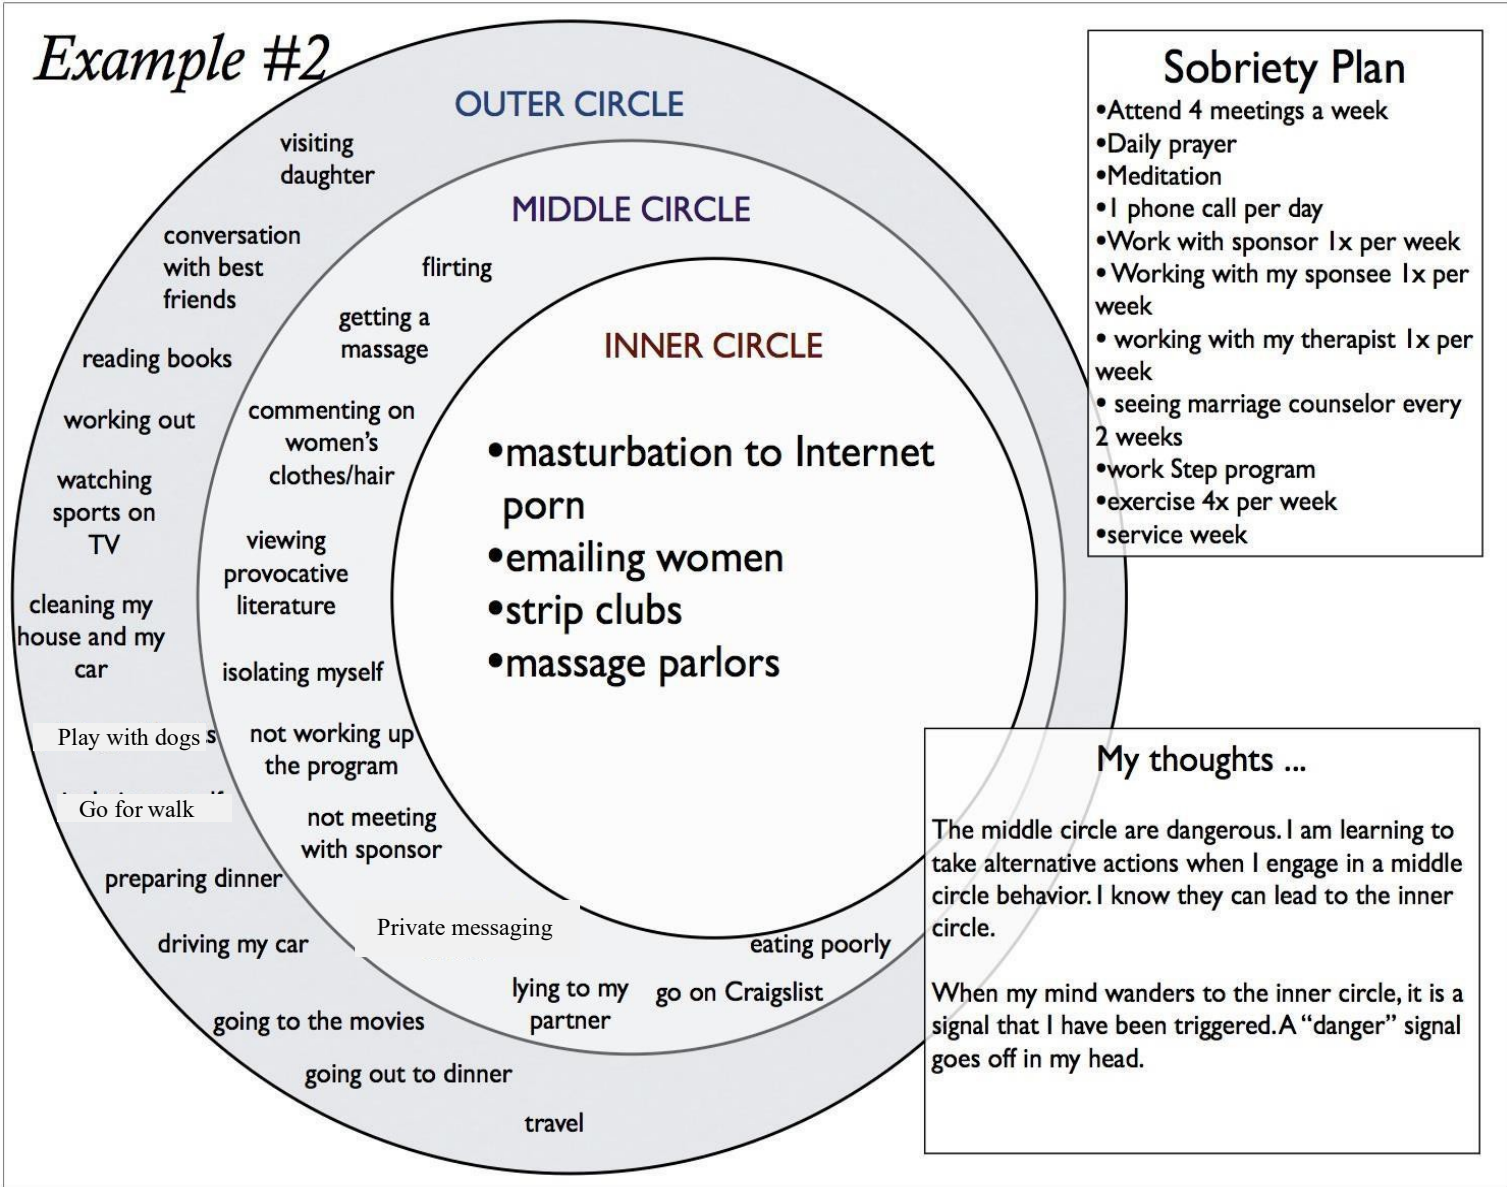 Example #2
OUTER CIRCLE
visiting
daughter
conversation
with best
friends
reading books
working out
watching
sports on
TV
cleaning my
house and my
car
Play with dogs s
Go for walk
preparing dinner
driving my car
going to the movies
going out to dinner
travel
MIDDLE CIRCLE
flirting
getting a
massage
commenting on
women's
clothes/hair
viewing
provocative
literature
isolating myself
not working up
the program
not meeting
with sponsor
Private messaging
lying to my
partner
go on Craigslist
eating poorly
INNER CIRCLE
•masturbation to Internet
porn
•emailing women
•strip clubs
•massage parlors
Sobriety Plan
•Attend 4 meetings a week
•Daily prayer
•Meditation
•1 phone call per day
•Work with sponsor 1x per week
• Working with my sponsee 1x per
week
• working with my therapist 1x per
week
• seeing marriage counselor every
2 weeks
•work Step program
•exercise 4x per week
•service week
My thoughts ...
The middle circle are dangerous. I am learning to
take alternative actions when I engage in a middle
circle behavior. I know they can lead to the inner
circle.
When my mind wanders to the inner circle, it is a
signal that I have been triggered. A “danger” signal
goes off in my head.